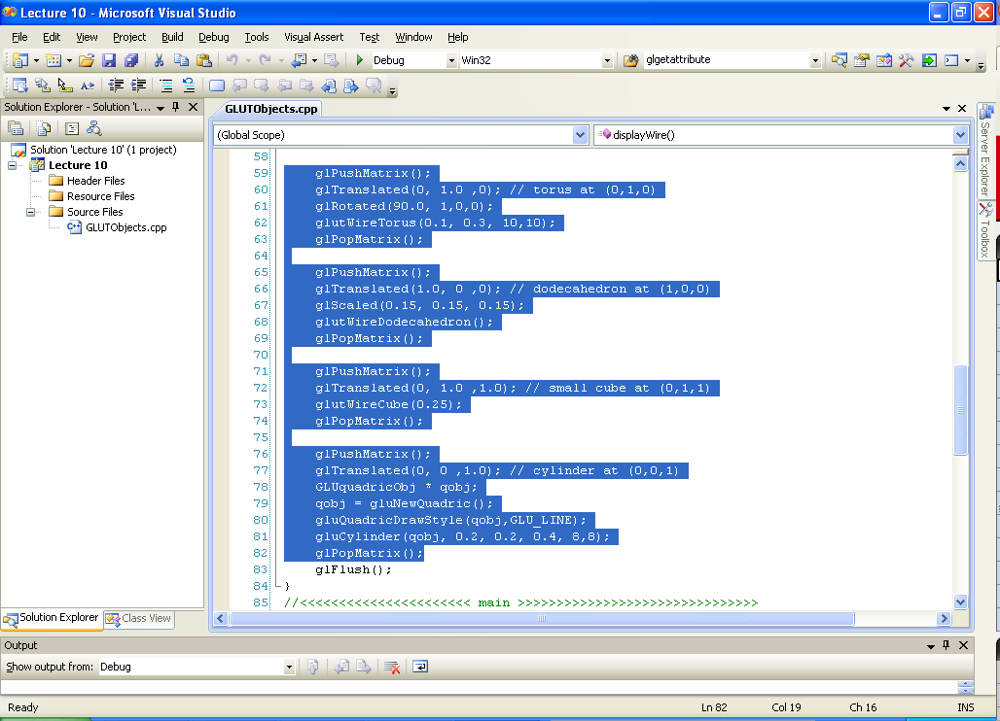 Lecture 10 - Microsoft Visual Studio
File Edit View Project Build Debug Tools Visual Assert Test Window Help
Debug Win32 glgetattribute
Solution Explorer - Solution 'L...
Solution 'Lecture 10' (1 project)
Lecture 10
Header Files
Resource Files
Source Files
GLUTObjects.cpp
Solution Explorer Class View
GLUTObjects.cpp
(Global Scope) displayWire()
58
59 glPushMatrix();
60 glTranslated(0, 1.0 ,0); // torus at (0,1,0)
61 glRotated(90.0, 1,0,0);
62 glutWireTorus(0.1, 0.3, 10,10);
63 glPopMatrix();
64
65 glPushMatrix();
66 glTranslated(1.0, 0 ,0); // dodecahedron at (1,0,0)
67 glScaled(0.15, 0.15, 0.15);
68 glutWireDodecahedron();
69 glPopMatrix();
70
71 glPushMatrix();
72 glTranslated(0, 1.0 ,1.0); // small cube at (0,1,1)
73 glutWireCube(0.25);
74 glPopMatrix();
75
76 glPushMatrix();
77 glTranslated(0, 0 ,1.0); // cylinder at (0,0,1)
78 GLUquadricObj * qobj;
79 qobj = gluNewQuadric();
80 gluQuadricDrawStyle(qobj,GLU_LINE);
81 gluCylinder(qobj, 0.2, 0.2, 0.4, 8,8);
82 glPopMatrix();
83 glFlush();
84 }
85 //<<<<<<<<<<<<<<<<<<<<<< main >>>>>>>>>>>>>>>>>>>>>>>>>>>>>>>
Server Explorer
Toolbox
Output
Show output from: Debug
Ready Ln 82 Col 19 Ch 16 INS